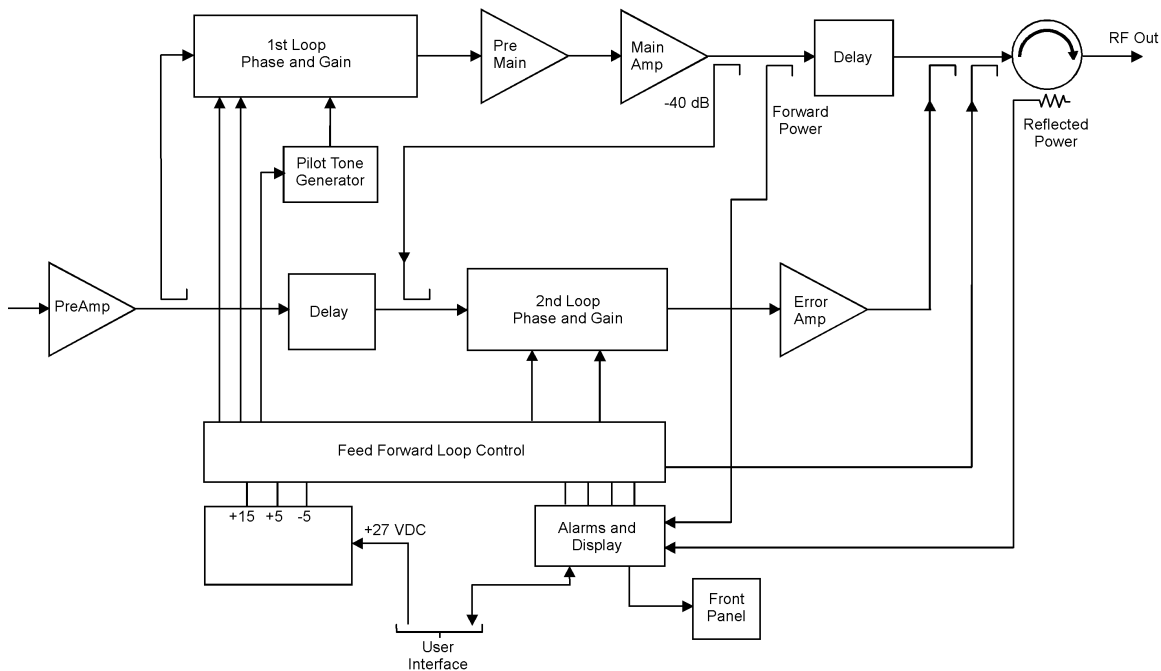 1st Loop
Phase and Gain
Pre
Main
Main
Amp
Delay
RF Out
-40 dB
Forward
Power
Reflected
Power
Pilot Tone
Generator
PreAmp
Delay
2nd Loop
Phase and Gain
Error
Amp
Feed Forward Loop Control
+15 +5 -5
+27 VDC
Alarms and
Display
Front
Panel
User
Interface